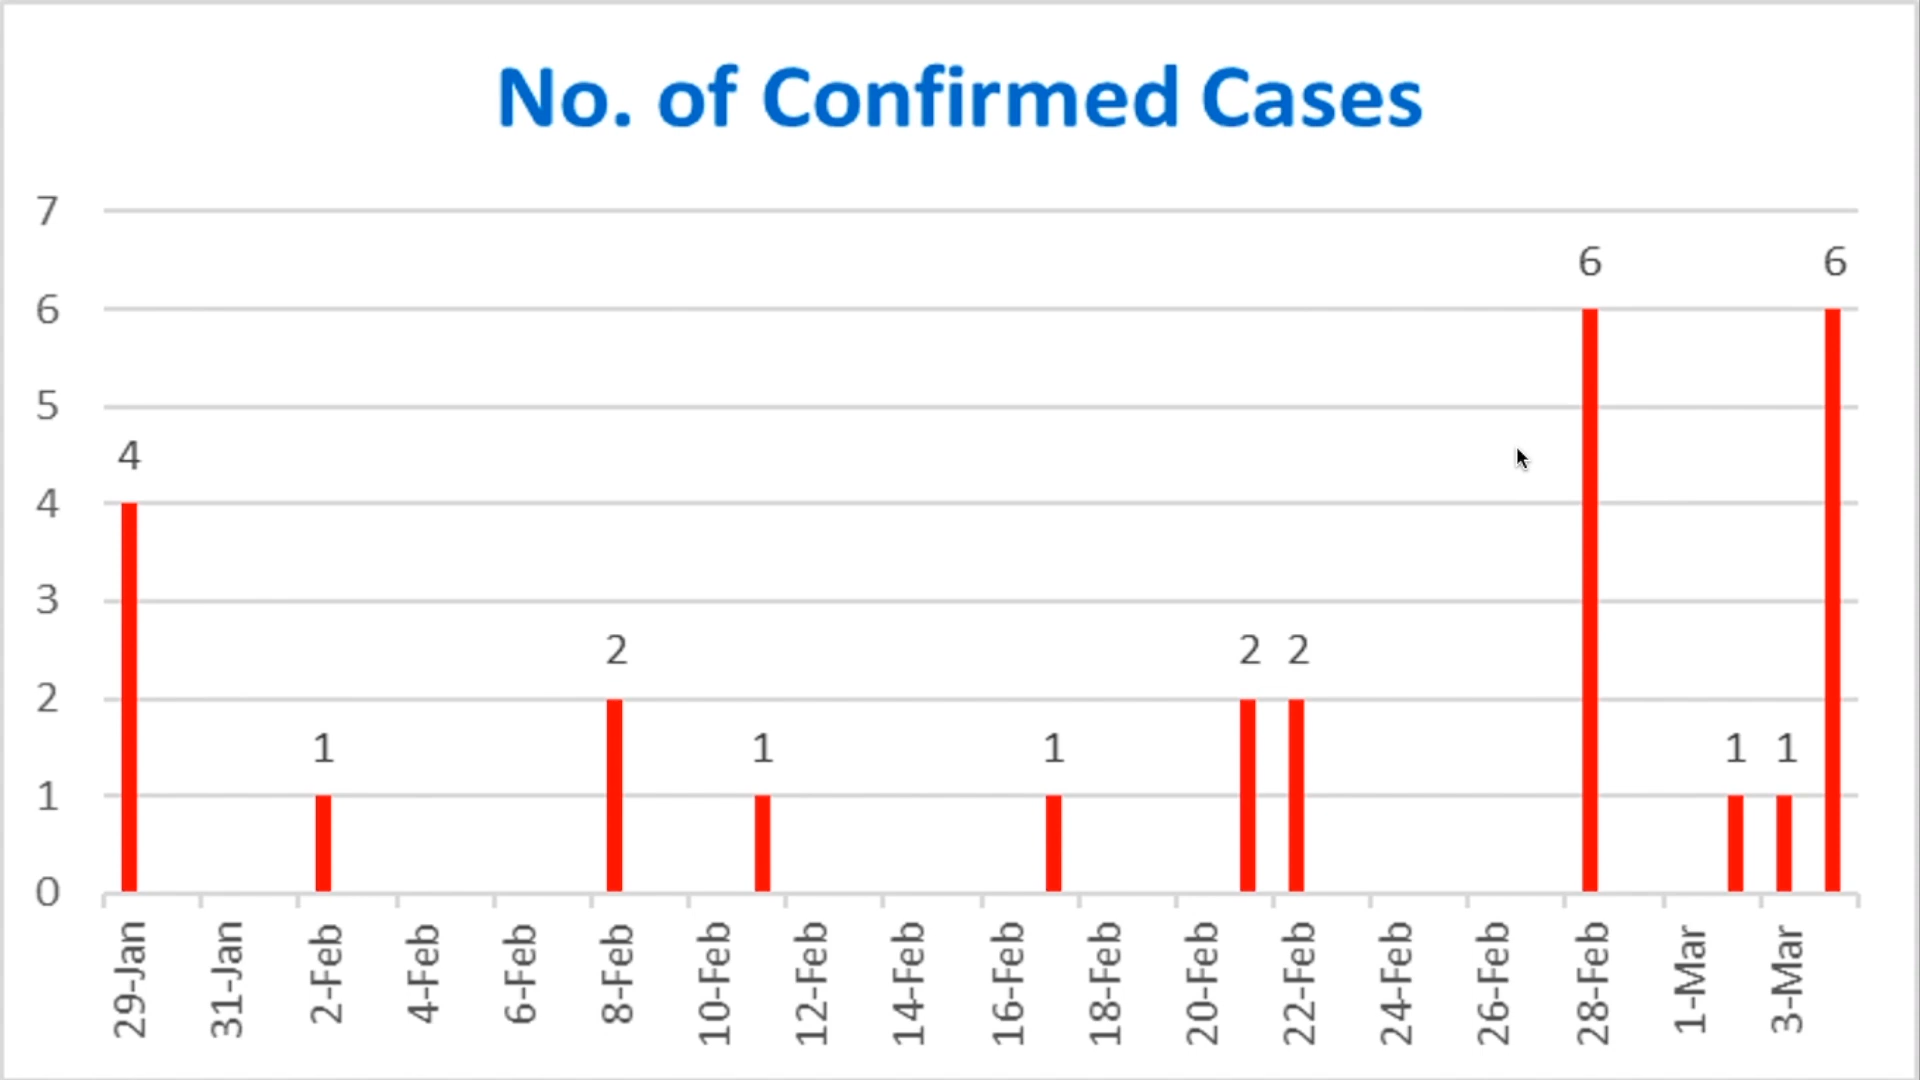 No. of Confirmed Cases
7
6
5
4
3
2
1
0
4
1
2
1
1
2
2
6
1
1
6
29-Jan
31-Jan
2-Feb
4-Feb
6-Feb
8-Feb
10-Feb
12-Feb
14-Feb
16-Feb
18-Feb
20-Feb
22-Feb
24-Feb
26-Feb
28-Feb
1-Mar
3-Mar